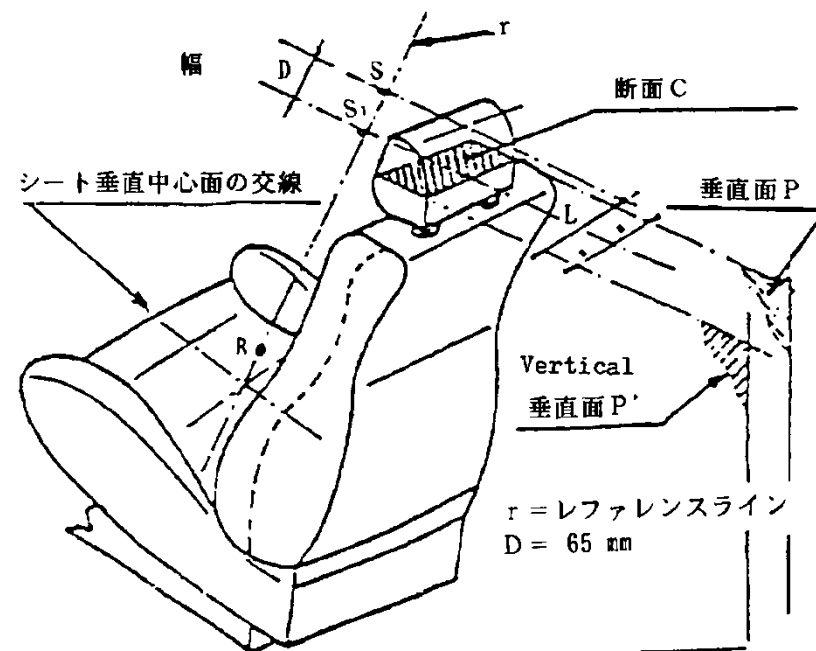 r
幅
D
S
S₁
断面C
シート垂直中心面の交線
垂直面P
L
R
Vertical
垂直面P'
r=レファレンスライン
D= 65 mm